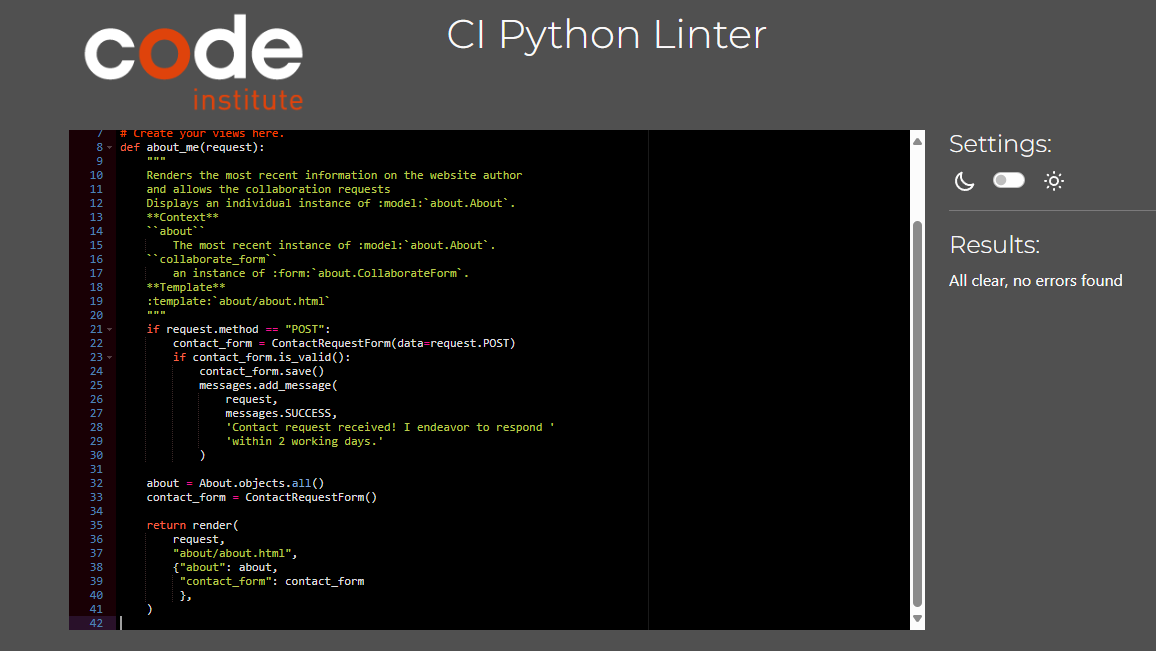 code
institute
CI Python Linter
7 # Create your views here.
8 def about_me(request):
9 """
10 Renders the most recent information on the website author
11 and allows the collaboration requests
12 Displays an individual instance of :model:`about.About`.
13 **Context**
14 ``about``
15 The most recent instance of :model:`about.About`.
16 ``collaborate_form``
17 an instance of :form:`about.CollaborateForm`.
18 **Template**
19 :template:`about/about.html`
20 """
21 if request.method == "POST":
22 contact_form = ContactRequestForm(data=request.POST)
23 if contact_form.is_valid():
24 contact_form.save()
25 messages.add_message(
26 request,
27 messages.SUCCESS,
28 'Contact request received! I endeavor to respond '
29 'within 2 working days.'
30 )
31
32 about = About.objects.all()
33 contact_form = ContactRequestForm()
34
35 return render(
36 request,
37 "about/about.html",
38 {"about": about,
39 "contact_form": contact_form
40 },
41 )
42
Settings:
Results:
All clear, no errors found